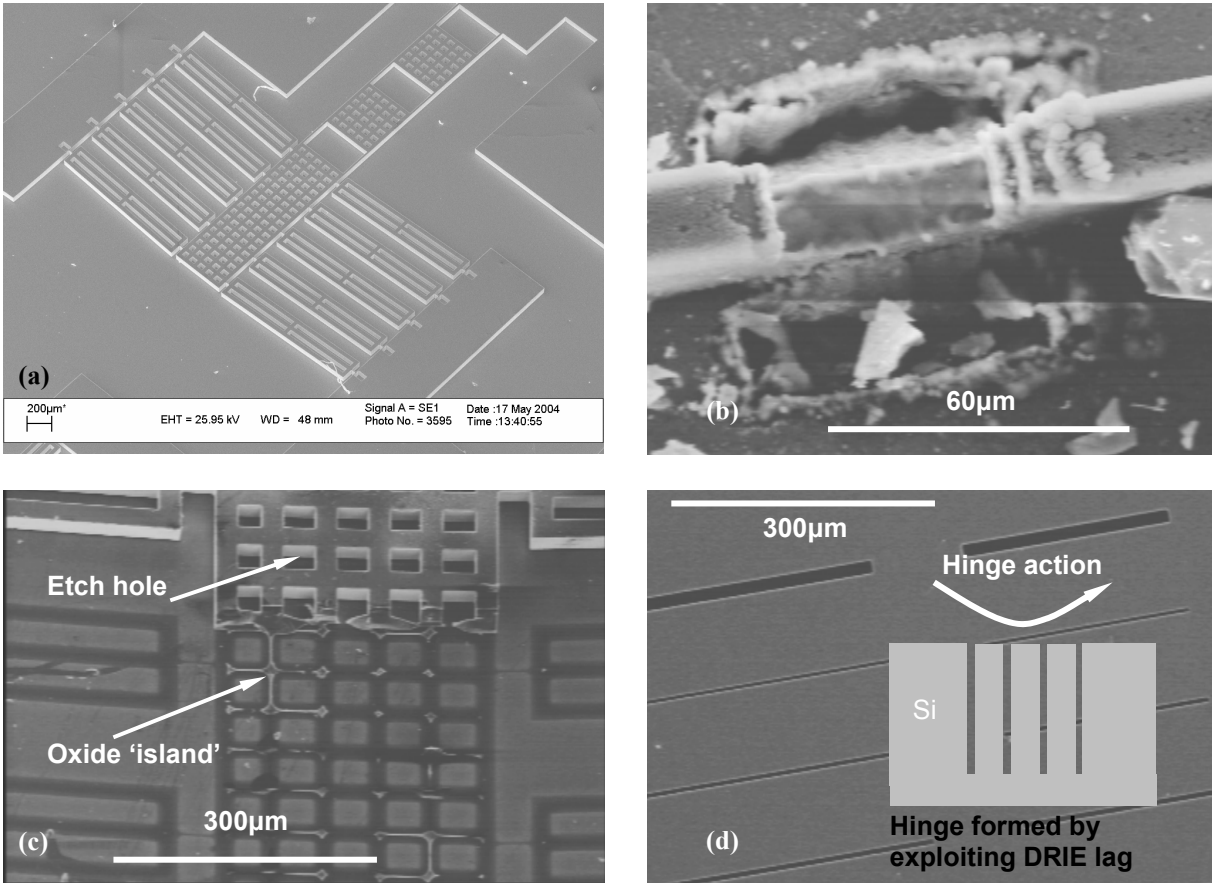 (a)
200µm*
EHT = 25.95 kV WD = 48 mm Signal A = SE1 Date :17 May 2004
Photo No. = 3595 Time :13:40:55
(b)
60µm
Etch hole
Oxide ‘island’
300µm
(c)
300µm
Hinge action
Si
(d)
Hinge formed by
exploiting DRIE lag